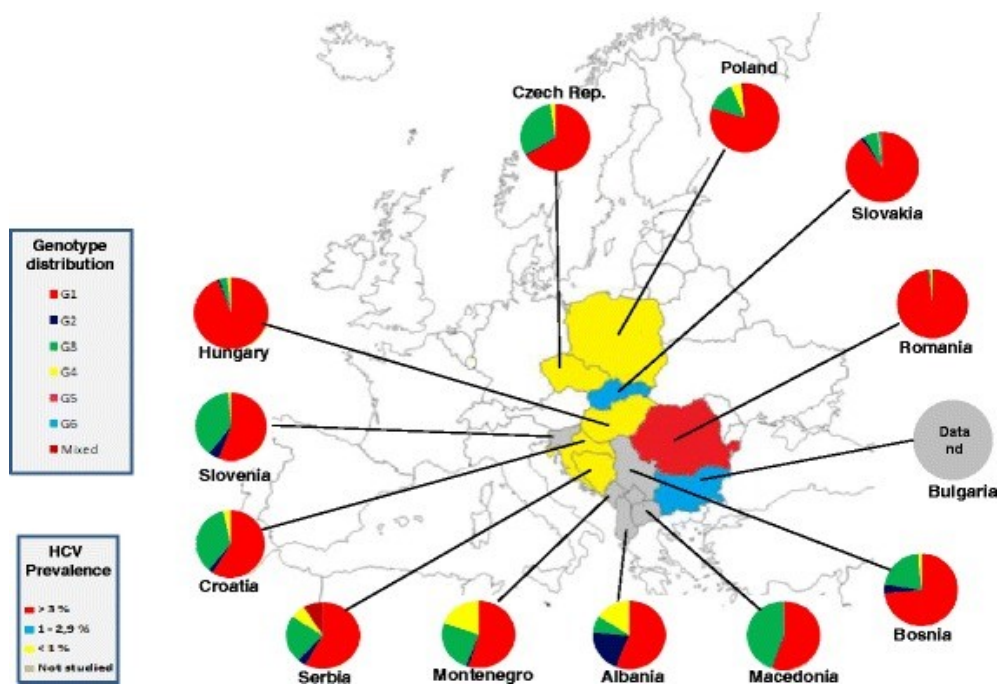 Poland
Czech Rep.
Slovakia
Genotype
distribution
G1
G2
G3
G4
G5
G6
Mixed
Hungary
Romania
Data
nd
Bulgaria
Slovenia
HCV
Prevalence
> 3 %
1 - 2,9 %
< 1 %
Not studied
Croatia
Bosnia
Serbia
Montenegro
Albania
Macedonia